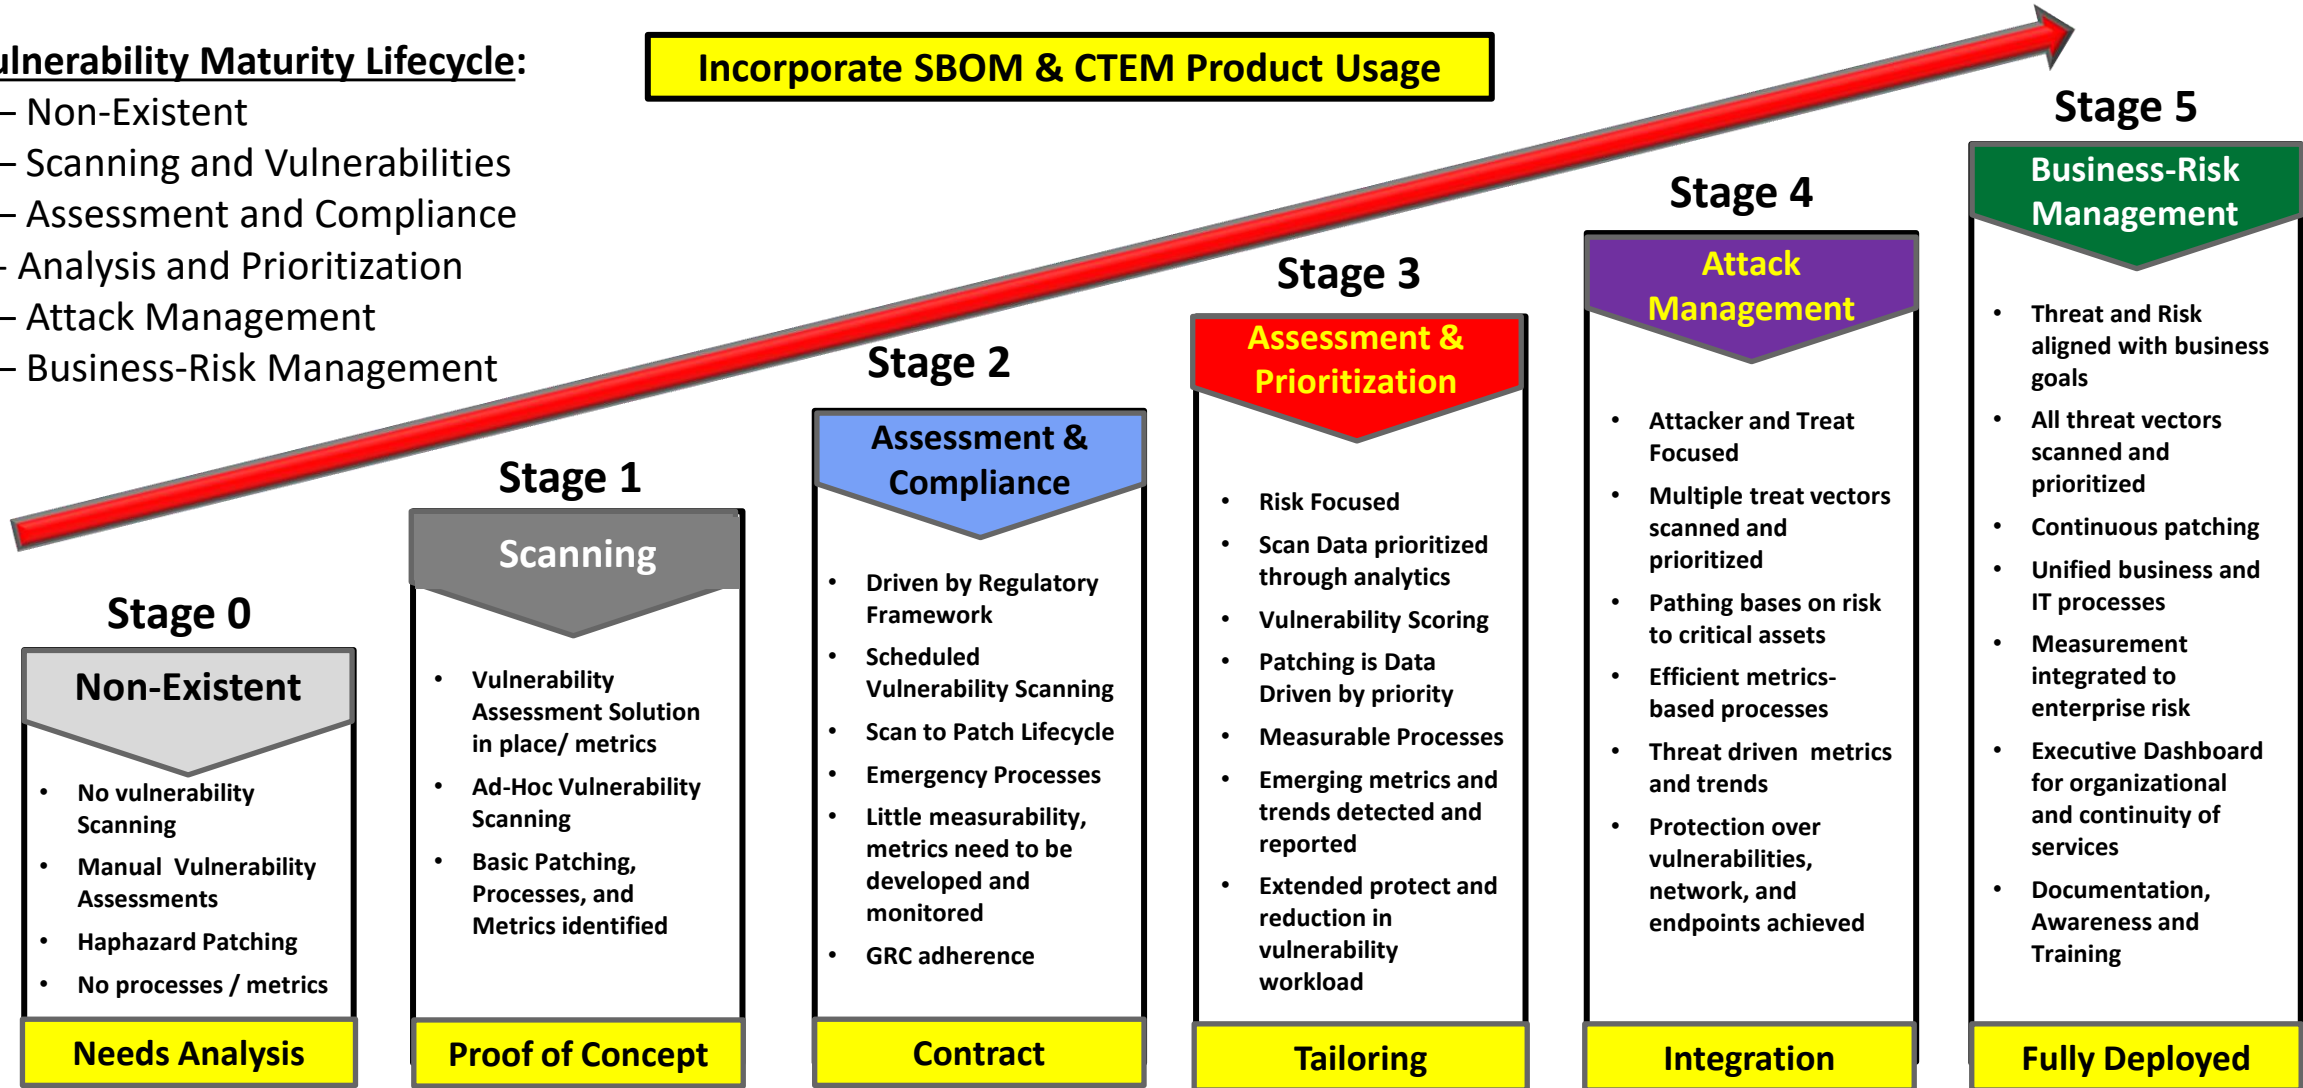 ulnerability Maturity Lifecycle:
– Non-Existent
– Scanning and Vulnerabilities
– Assessment and Compliance
- Analysis and Prioritization
– Attack Management
– Business-Risk Management
Incorporate SBOM & CTEM Product Usage
Stage 0
Non-Existent
• No vulnerability
Scanning
• Manual Vulnerability
Assessments
• Haphazard Patching
• No processes / metrics
Needs Analysis
Stage 1
Scanning
• Vulnerability
Assessment Solution
in place/ metrics
• Ad-Hoc Vulnerability
Scanning
• Basic Patching,
Processes, and
Metrics identified
Proof of Concept
Stage 2
Assessment &
Compliance
• Driven by Regulatory
Framework
• Scheduled
Vulnerability Scanning
• Scan to Patch Lifecycle
• Emergency Processes
• Little measurability,
metrics need to be
developed and
monitored
• GRC adherence
Contract
Stage 3
Assessment &
Prioritization
• Risk Focused
• Scan Data prioritized
through analytics
• Vulnerability Scoring
• Patching is Data
Driven by priority
• Measurable Processes
• Emerging metrics and
trends detected and
reported
• Extended protect and
reduction in
vulnerability
workload
Tailoring
Stage 4
Attack
Management
• Attacker and Treat
Focused
• Multiple treat vectors
scanned and
prioritized
• Pathing bases on risk
to critical assets
• Efficient metrics-
based processes
• Threat driven metrics
and trends
• Protection over
vulnerabilities,
network, and
endpoints achieved
Integration
Stage 5
Business-Risk
Management
• Threat and Risk
aligned with business
goals
• All threat vectors
scanned and
prioritized
• Continuous patching
• Unified business and
IT processes
• Measurement
integrated to
enterprise risk
• Executive Dashboard
for organizational
and continuity of
services
• Documentation,
Awareness and
Training
Fully Deployed